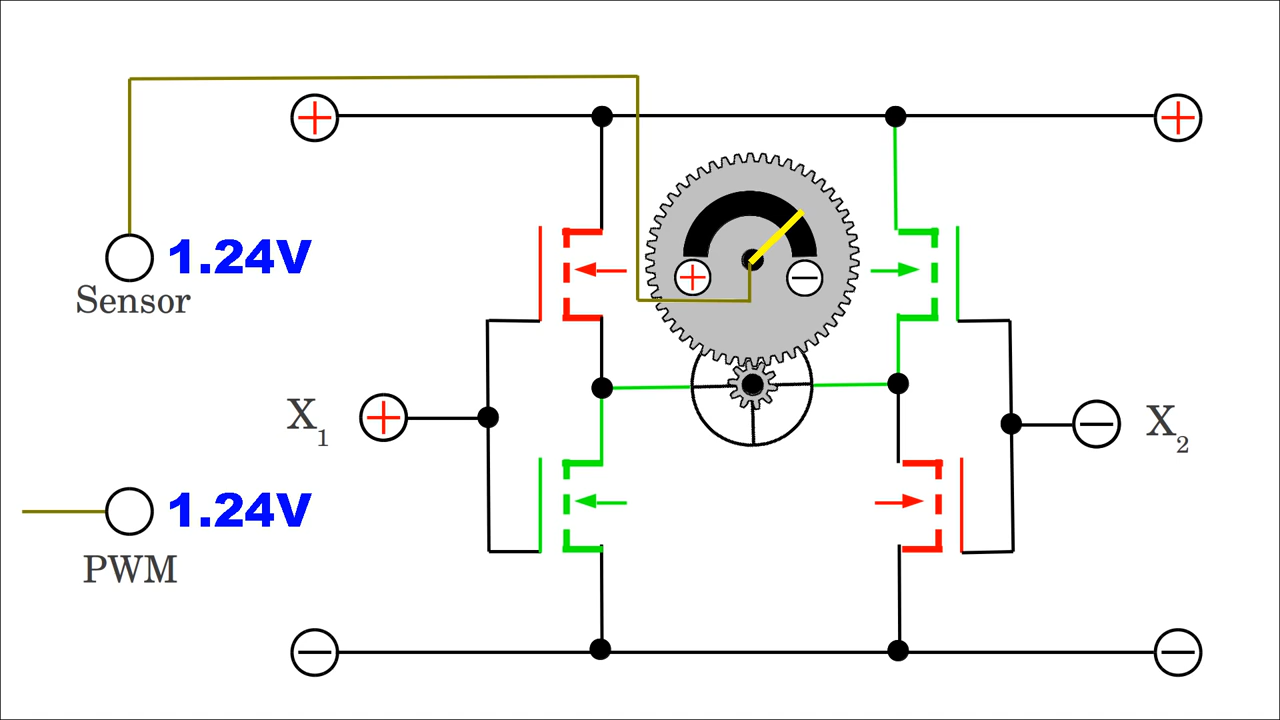 1.24V
Sensor
X₁
X₂
1.24V
PWM